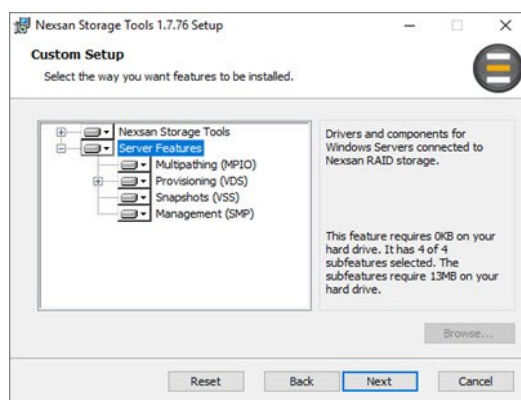 Nexsan Storage Tools 1.7.76 Setup
Custom Setup
Select the way you want features to be installed.
Nexsan Storage Tools
Server Features
Multipathing (MPIO)
Provisioning (VDS)
Snapshots (VSS)
Management (SMP)
Drivers and components for
Windows Servers connected to
Nexsan RAID storage.
This feature requires 0KB on your
hard drive. It has 4 of 4
subfeatures selected. The
subfeatures require 13MB on your
hard drive.
Browse...
Reset Back Next Cancel